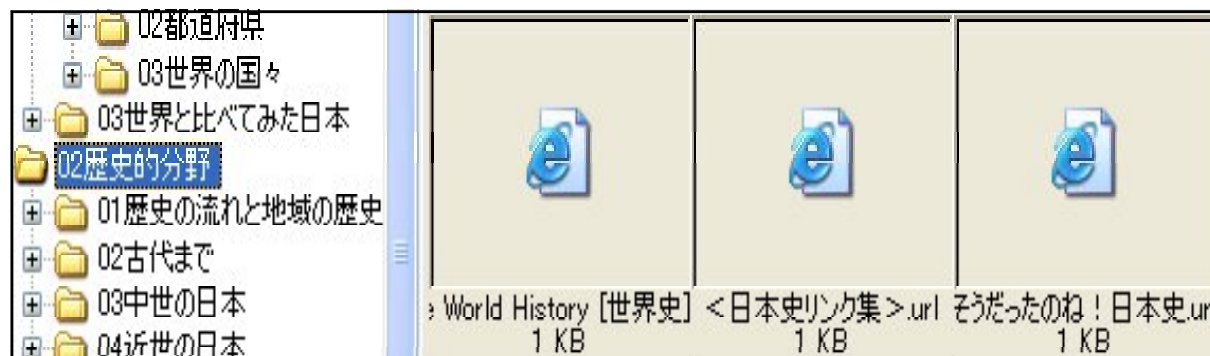 02都道府県
03世界の国々
03世界と比べてみた日本
02歴史的分野
01歴史の流れと地域の歴史
02古代まで
03中世の日本
04近世の日本
World History [世界史]
1 KB
＜日本史リンク集＞.url
1 KB
そうだったのね！日本史.ur
1 KB